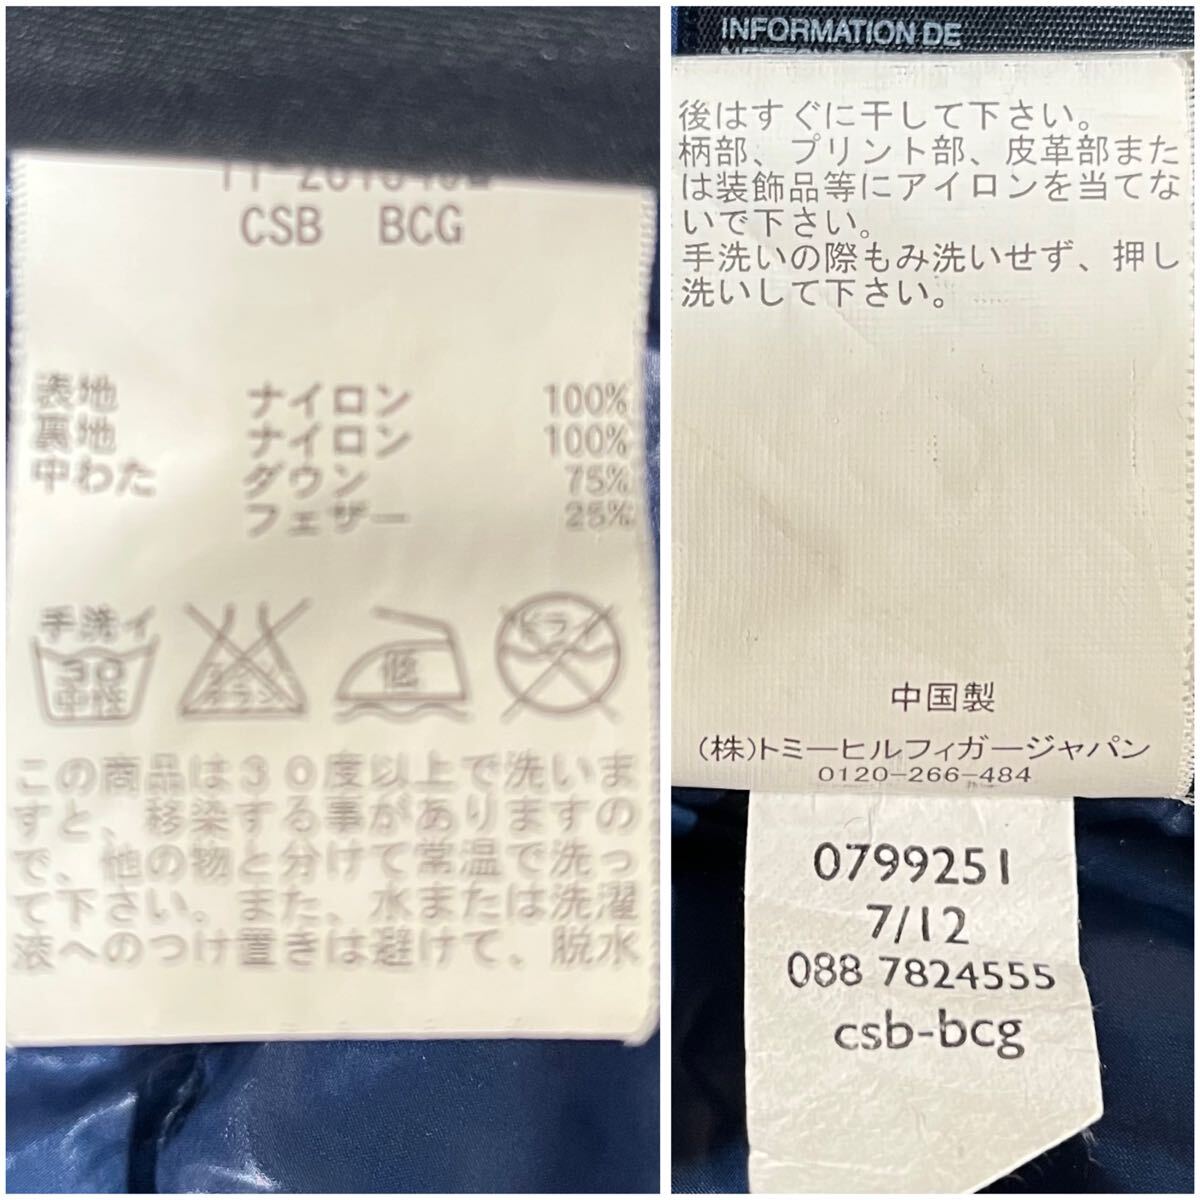 CSB BCG
表地 ナイロン 100%
裏地 ナイロン 100%
中わた ダウン 75%
フェザー 25%
手洗イ
30
中性
低
ドライ
この商品は30度以上で洗いま
すと、移染する事がありますの
で、他の物と分けて常温で洗っ
て下さい。また、水または洗濯
液へのつけ置きは避けて、脱水
INFORMATION DE
後はすぐに干して下さい。
柄部、プリント部、皮革部また
は装飾品等にアイロンを当てな
いで下さい。
手洗いの際もみ洗いせず、押し
洗いして下さい。
中国製
(株)トミーヒルフィガージャパン
0120-266-484
0799251
7/12
088 7824555
csb-bcg